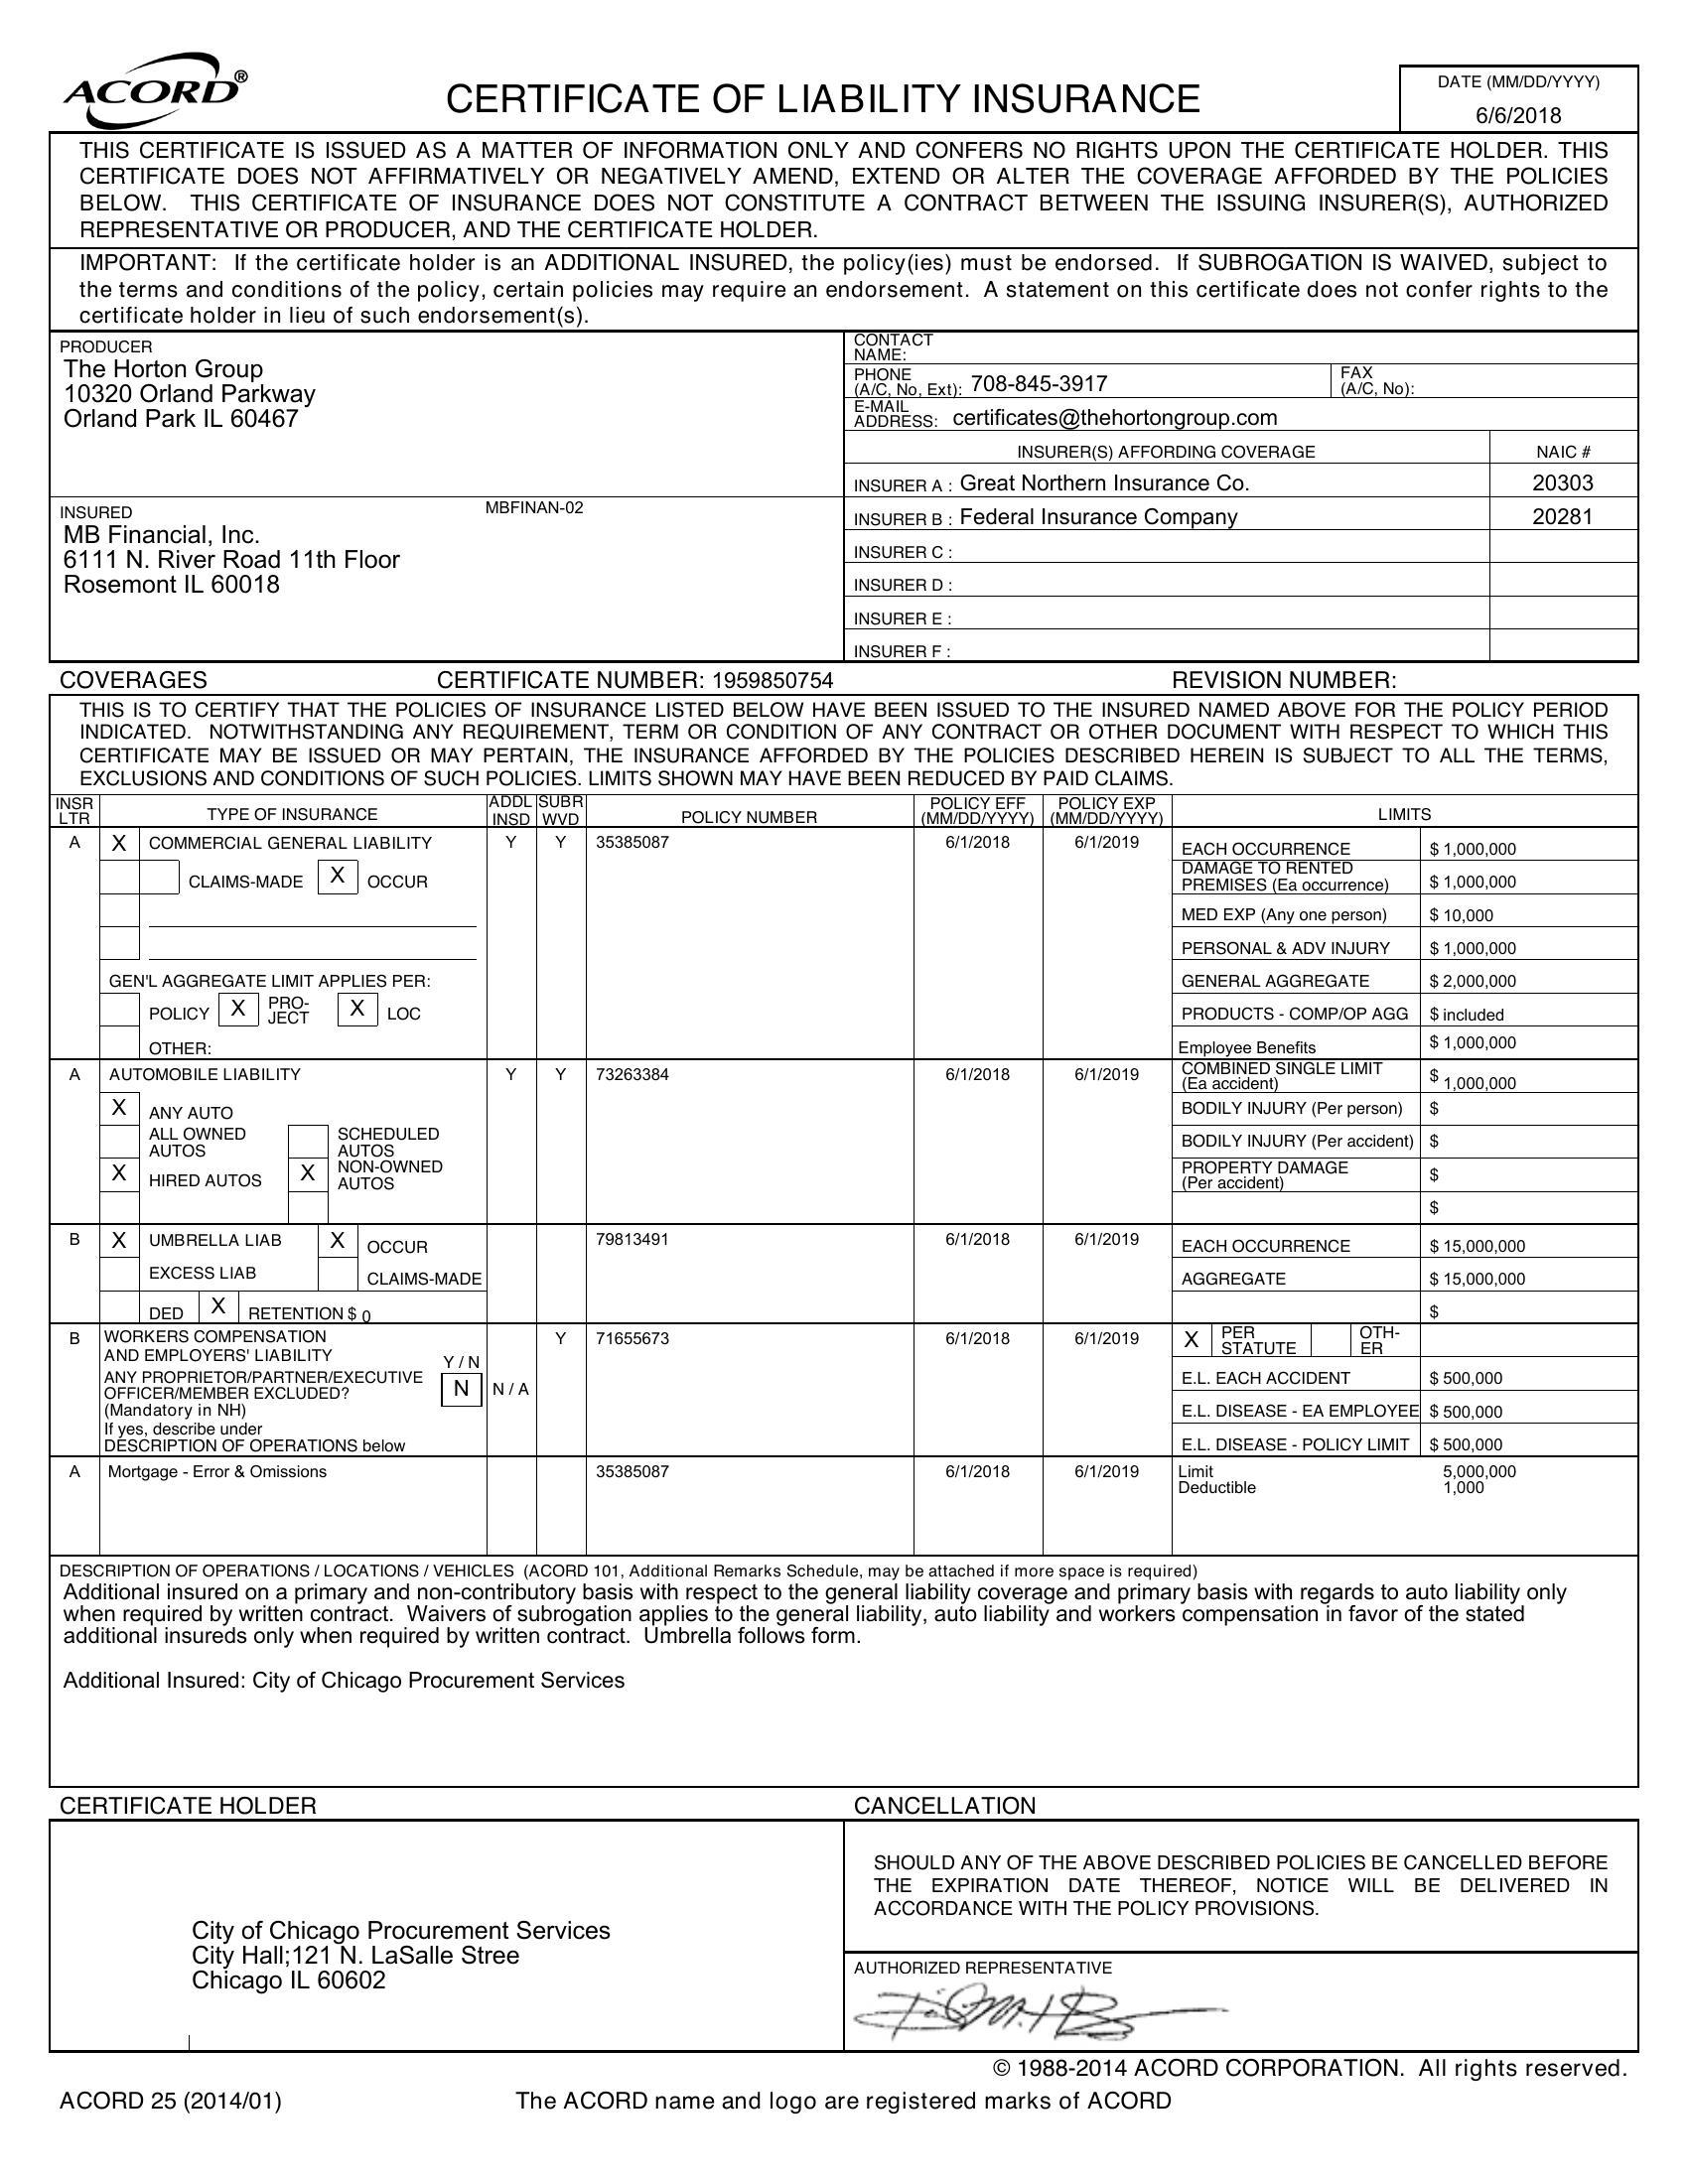 ACORD®
CERTIFICATE OF LIABILITY INSURANCE
DATE (MM/DD/YYYY)
6/6/2018
THIS CERTIFICATE IS ISSUED AS A MATTER OF INFORMATION ONLY AND CONFERS NO RIGHTS UPON THE CERTIFICATE HOLDER. THIS
CERTIFICATE DOES NOT AFFIRMATIVELY OR NEGATIVELY AMEND, EXTEND OR ALTER THE COVERAGE AFFORDED BY THE POLICIES
BELOW. THIS CERTIFICATE OF INSURANCE DOES NOT CONSTITUTE A CONTRACT BETWEEN THE ISSUING INSURER(S), AUTHORIZED
REPRESENTATIVE OR PRODUCER, AND THE CERTIFICATE HOLDER.
IMPORTANT: If the certificate holder is an ADDITIONAL INSURED, the policy(ies) must be endorsed. If SUBROGATION IS WAIVED, subject to
the terms and conditions of the policy, certain policies may require an endorsement. A statement on this certificate does not confer rights to the
certificate holder in lieu of such endorsement(s).
PRODUCER
The Horton Group
10320 Orland Parkway
Orland Park IL 60467
CONTACT
NAME:
PHONE
(A/C, No, Ext): 708-845-3917
FAX
(A/C, No):
E-MAIL
ADDRESS: certificates@thehortongroup.com
INSURER(S) AFFORDING COVERAGE NAIC #
INSURER A : Great Northern Insurance Co. 20303
INSURED MBFINAN-02
MB Financial, Inc.
6111 N. River Road 11th Floor
Rosemont IL 60018
INSURER B : Federal Insurance Company 20281
INSURER C :
INSURER D :
INSURER E :
INSURER F :
COVERAGES CERTIFICATE NUMBER: 1959850754 REVISION NUMBER:
THIS IS TO CERTIFY THAT THE POLICIES OF INSURANCE LISTED BELOW HAVE BEEN ISSUED TO THE INSURED NAMED ABOVE FOR THE POLICY PERIOD
INDICATED. NOTWITHSTANDING ANY REQUIREMENT, TERM OR CONDITION OF ANY CONTRACT OR OTHER DOCUMENT WITH RESPECT TO WHICH THIS
CERTIFICATE MAY BE ISSUED OR MAY PERTAIN, THE INSURANCE AFFORDED BY THE POLICIES DESCRIBED HEREIN IS SUBJECT TO ALL THE TERMS,
EXCLUSIONS AND CONDITIONS OF SUCH POLICIES. LIMITS SHOWN MAY HAVE BEEN REDUCED BY PAID CLAIMS.
INSR
LTR
TYPE OF INSURANCE
ADDL
INSD
SUBR
WVD
POLICY NUMBER
POLICY EFF
(MM/DD/YYYY)
POLICY EXP
(MM/DD/YYYY)
LIMITS
A X COMMERCIAL GENERAL LIABILITY Y Y 35385087 6/1/2018 6/1/2019
CLAIMS-MADE X OCCUR
GEN'L AGGREGATE LIMIT APPLIES PER:
POLICY X PRO-
JECT
X LOC
OTHER:
EACH OCCURRENCE $ 1,000,000
DAMAGE TO RENTED
PREMISES (Ea occurrence) $ 1,000,000
MED EXP (Any one person) $ 10,000
PERSONAL & ADV INJURY $ 1,000,000
GENERAL AGGREGATE $ 2,000,000
PRODUCTS - COMP/OP AGG $ included
Employee Benefits $ 1,000,000
A AUTOMOBILE LIABILITY Y Y 73263384 6/1/2018 6/1/2019
X ANY AUTO
ALL OWNED
AUTOS
SCHEDULED
AUTOS
X HIRED AUTOS
X NON-OWNED
AUTOS
COMBINED SINGLE LIMIT
(Ea accident) $ 1,000,000
BODILY INJURY (Per person) $
BODILY INJURY (Per accident) $
PROPERTY DAMAGE
(Per accident) $
$
B X UMBRELLA LIAB X OCCUR 79813491 6/1/2018 6/1/2019
EXCESS LIAB CLAIMS-MADE
DED X RETENTION $ 0
EACH OCCURRENCE $ 15,000,000
AGGREGATE $ 15,000,000
$
B WORKERS COMPENSATION Y 71655673 6/1/2018 6/1/2019
AND EMPLOYERS' LIABILITY
Y / N
ANY PROPRIETOR/PARTNER/EXECUTIVE
OFFICER/MEMBER EXCLUDED? N N / A
(Mandatory in NH)
If yes, describe under
DESCRIPTION OF OPERATIONS below
X PER
STATUTE
OTH-
ER
E.L. EACH ACCIDENT $ 500,000
E.L. DISEASE - EA EMPLOYEE $ 500,000
E.L. DISEASE - POLICY LIMIT $ 500,000
A Mortgage - Error & Omissions 35385087 6/1/2018 6/1/2019
Limit 5,000,000
Deductible 1,000
DESCRIPTION OF OPERATIONS / LOCATIONS / VEHICLES (ACORD 101, Additional Remarks Schedule, may be attached if more space is required)
Additional insured on a primary and non-contributory basis with respect to the general liability coverage and primary basis with regards to auto liability only
when required by written contract. Waivers of subrogation applies to the general liability, auto liability and workers compensation in favor of the stated
additional insureds only when required by written contract. Umbrella follows form.
Additional Insured: City of Chicago Procurement Services
CERTIFICATE HOLDER
City of Chicago Procurement Services
City Hall;121 N. LaSalle Stree
Chicago IL 60602
CANCELLATION
SHOULD ANY OF THE ABOVE DESCRIBED POLICIES BE CANCELLED BEFORE
THE EXPIRATION DATE THEREOF, NOTICE WILL BE DELIVERED IN
ACCORDANCE WITH THE POLICY PROVISIONS.
AUTHORIZED REPRESENTATIVE
© 1988-2014 ACORD CORPORATION. All rights reserved.
ACORD 25 (2014/01) The ACORD name and logo are registered marks of ACORD